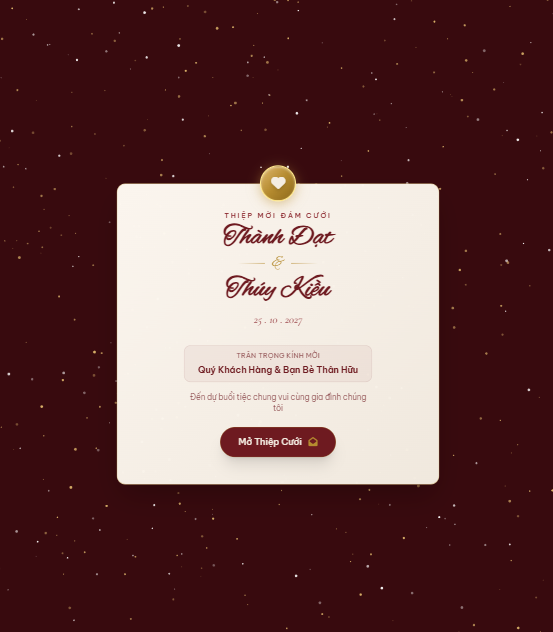 THIỆP MỜI ĐÁM CƯỚI
Thành Đạt
&
Thúy Kiều
25 . 10 . 2027
TRÂN TRỌNG KÍNH MỜI
Quý Khách Hàng & Bạn Bè Thân Hữu
Đến dự buổi tiệc chung vui cùng gia đình chúng
tôi
Mở Thiệp Cưới